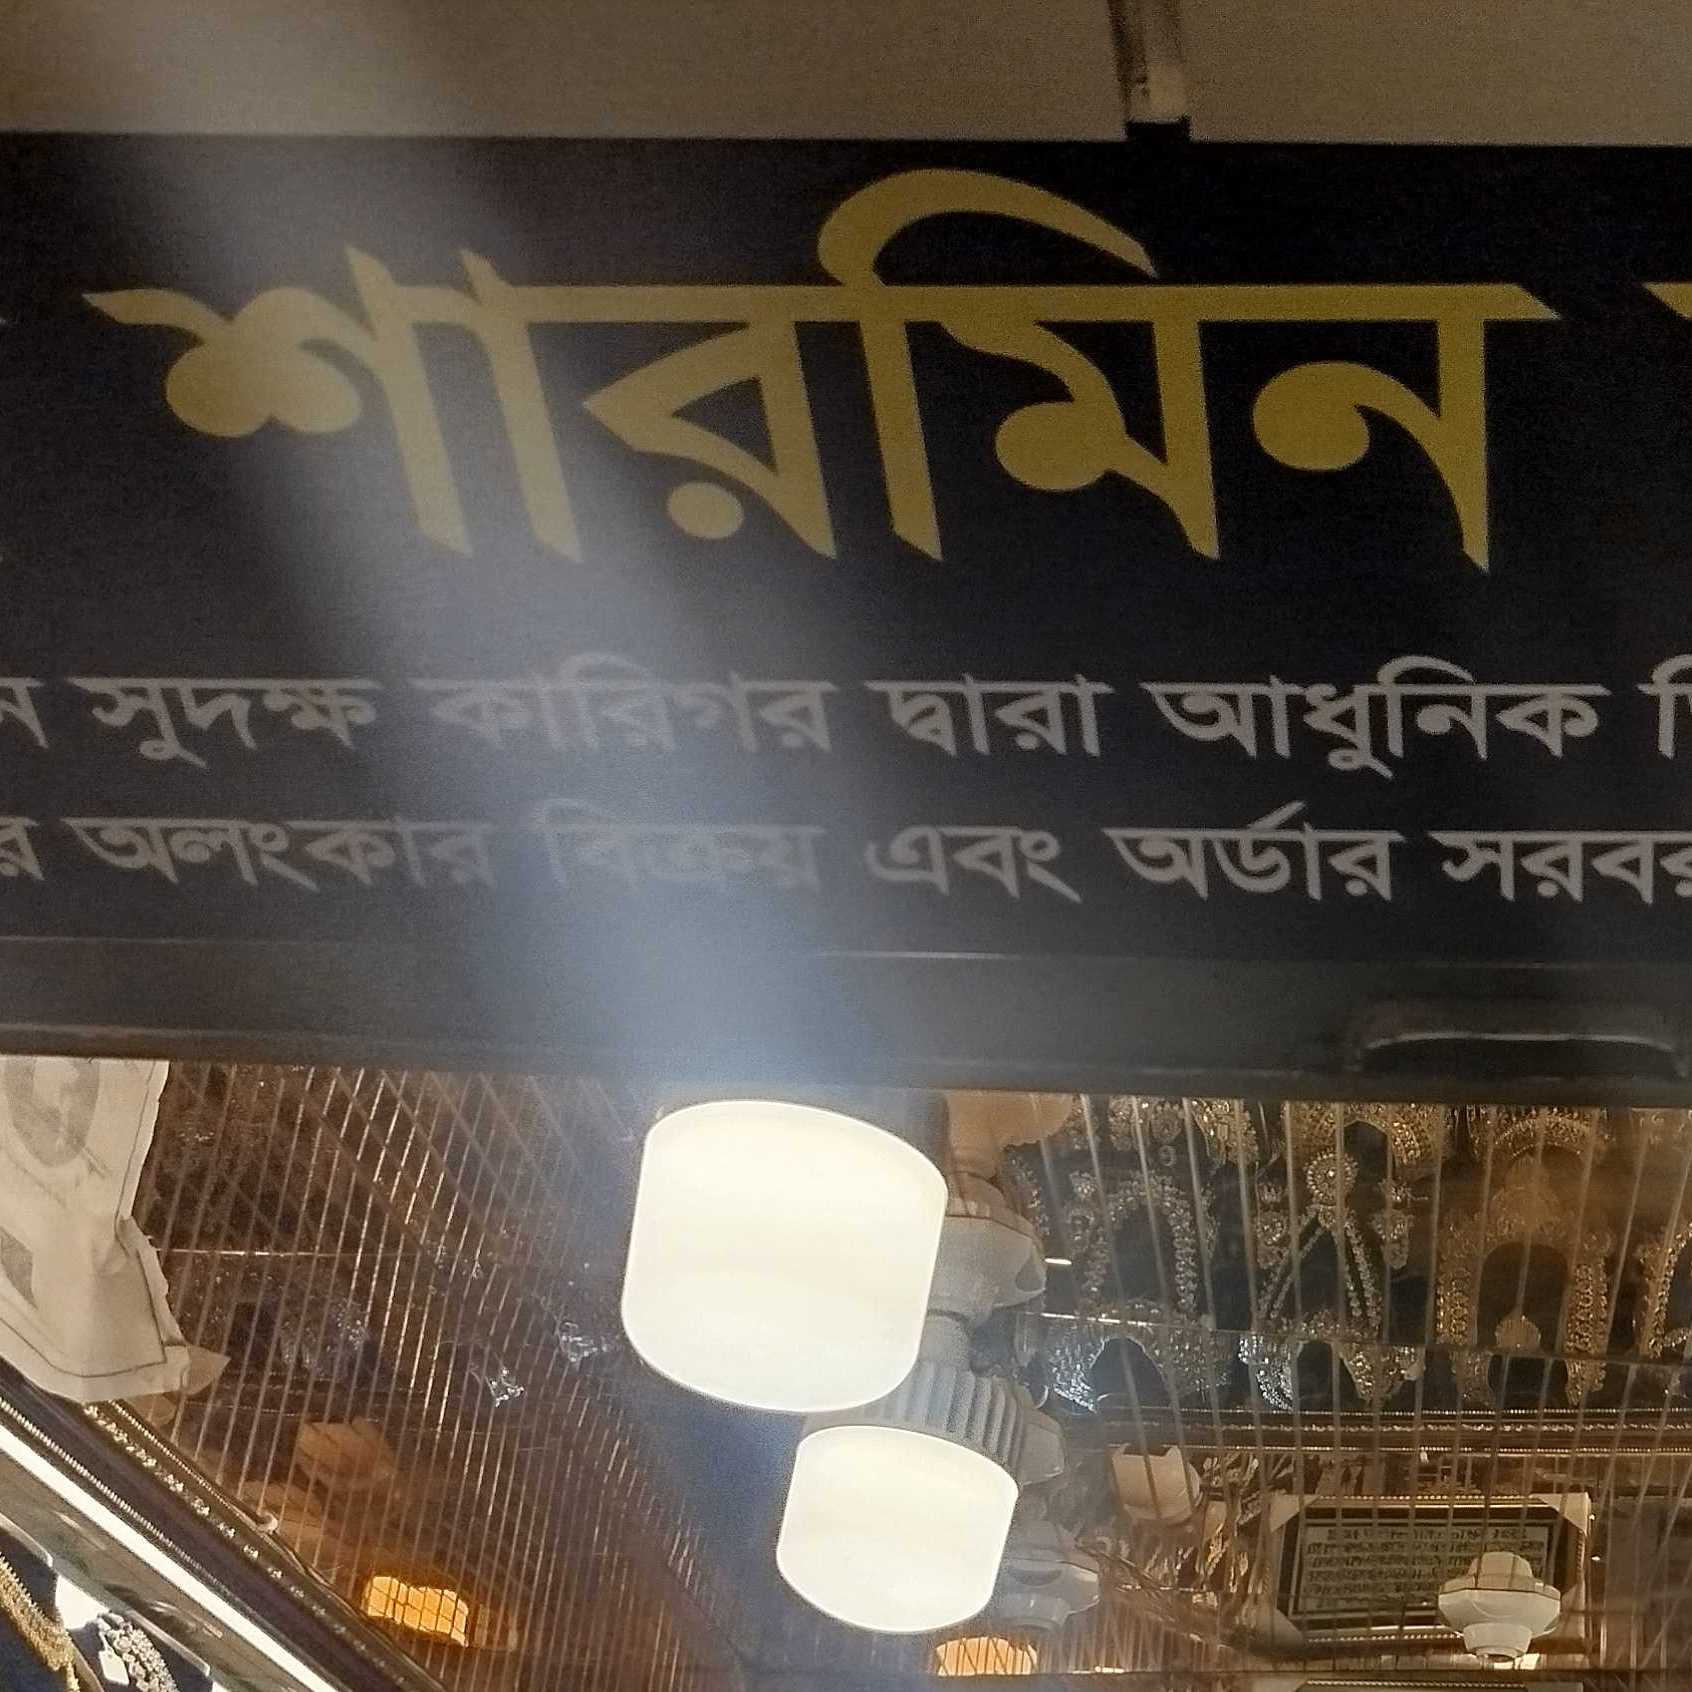 শারমিন
সুদক্ষ কারিগর দ্বারা আধুনিক
অলংকার বিক্রয় এবং অর্ডার